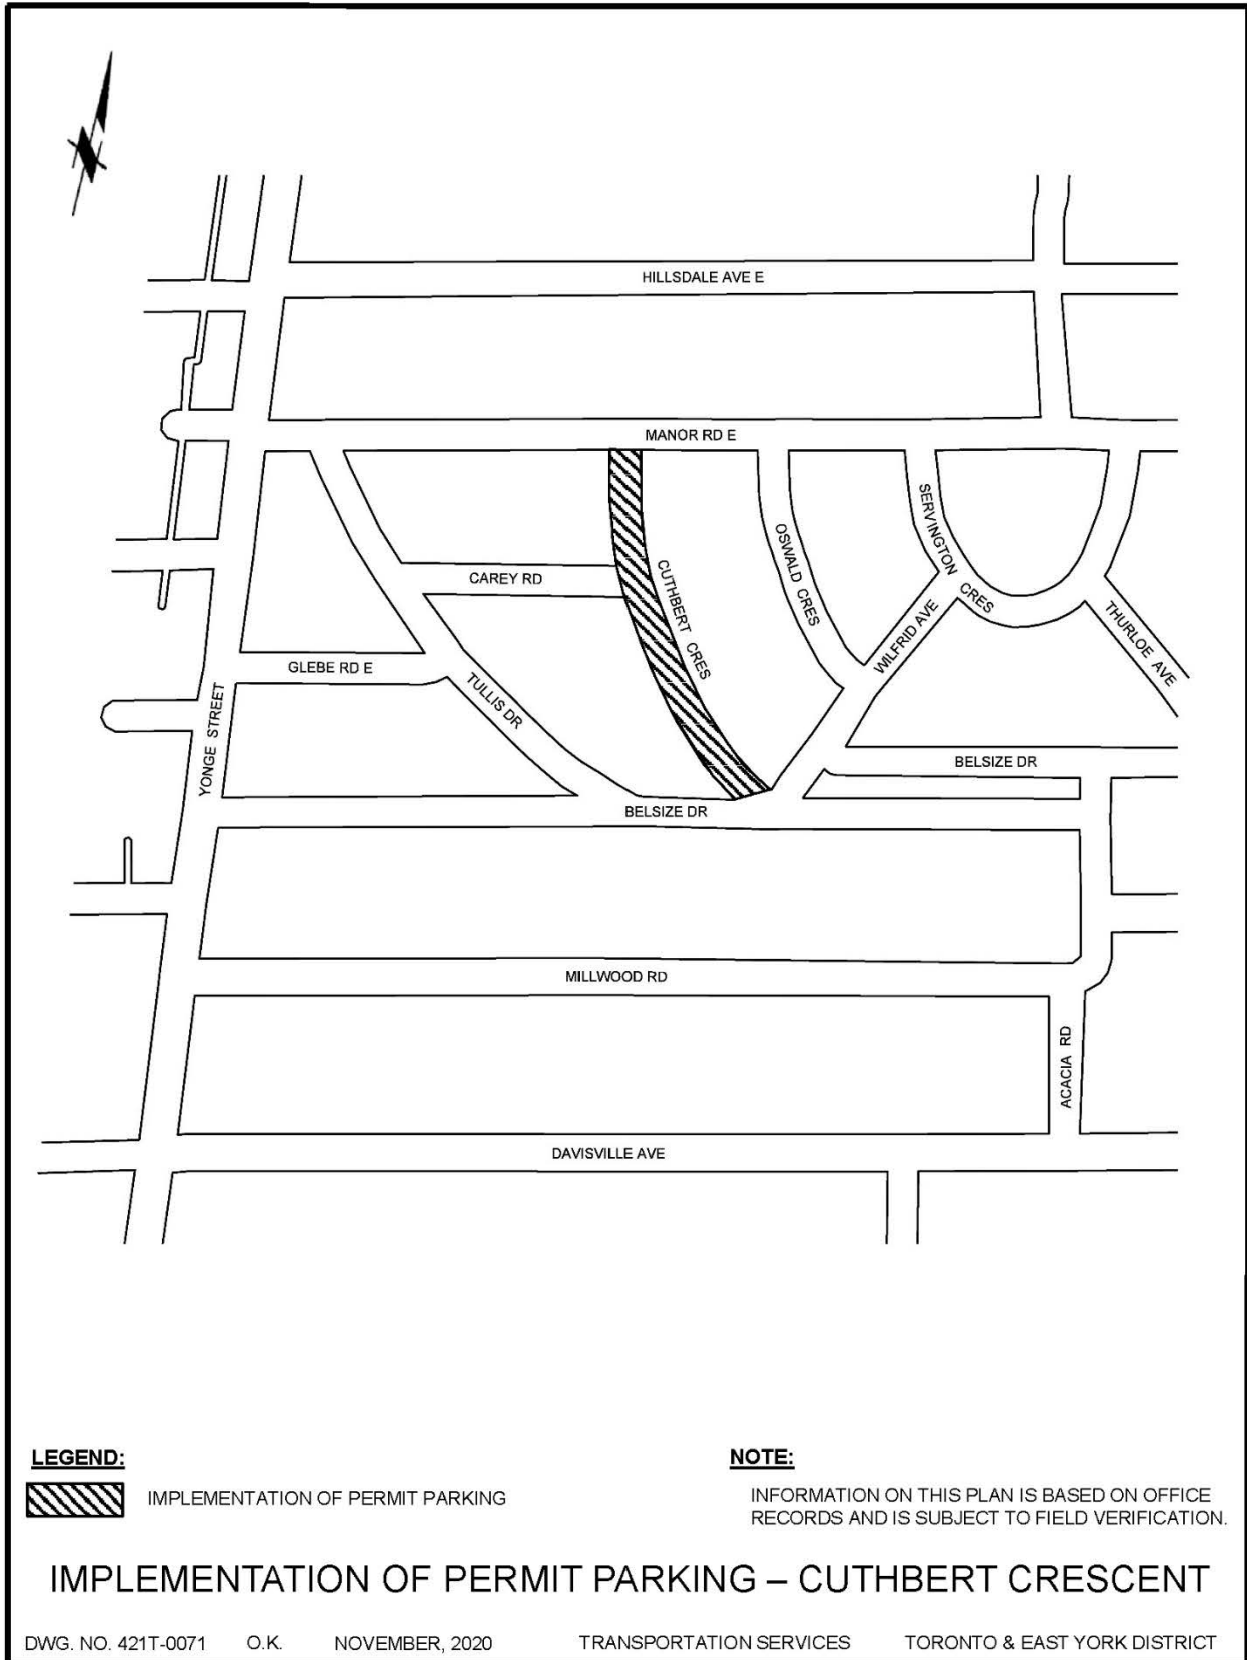 HILLSDALE AVE E
MANOR RD E
SERVINGTON CRES
OSWALD CRES
CAREY RD
CUTHBERT CRES
WILFRID AVE
THURLOE AVE
GLEBE RD E
TULLIS DR
YONGE STREET
BELSIZE DR
BELSIZE DR
MILLWOOD RD
ACACIA RD
DAVISVILLE AVE
LEGEND:
IMPLEMENTATION OF PERMIT PARKING
NOTE:
INFORMATION ON THIS PLAN IS BASED ON OFFICE
RECORDS AND IS SUBJECT TO FIELD VERIFICATION.
IMPLEMENTATION OF PERMIT PARKING – CUTHBERT CRESCENT
DWG. NO. 421T-0071 O.K. NOVEMBER, 2020 TRANSPORTATION SERVICES TORONTO & EAST YORK DISTRICT